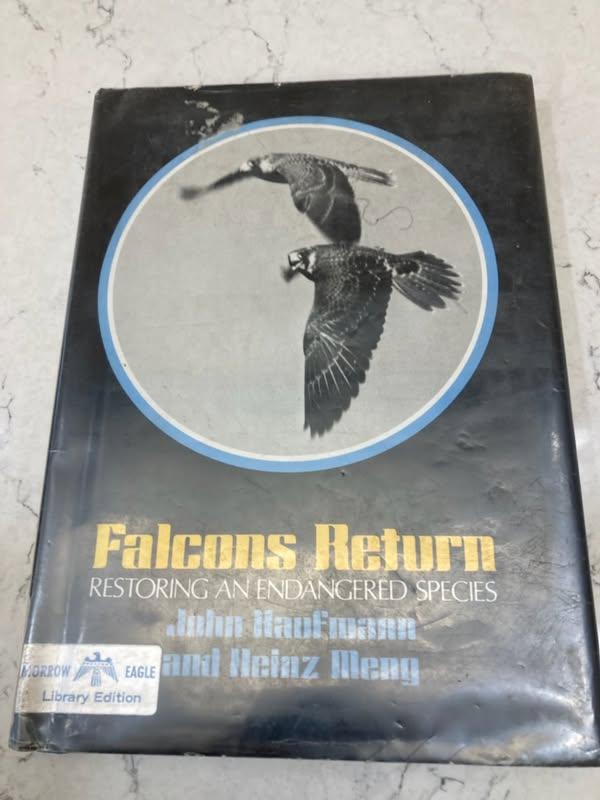 Falcons Return
RESTORING AN ENDANGERED SPECIES
John Kaufmann
and Heinz Meng
MORROW EAGLE
Library Edition